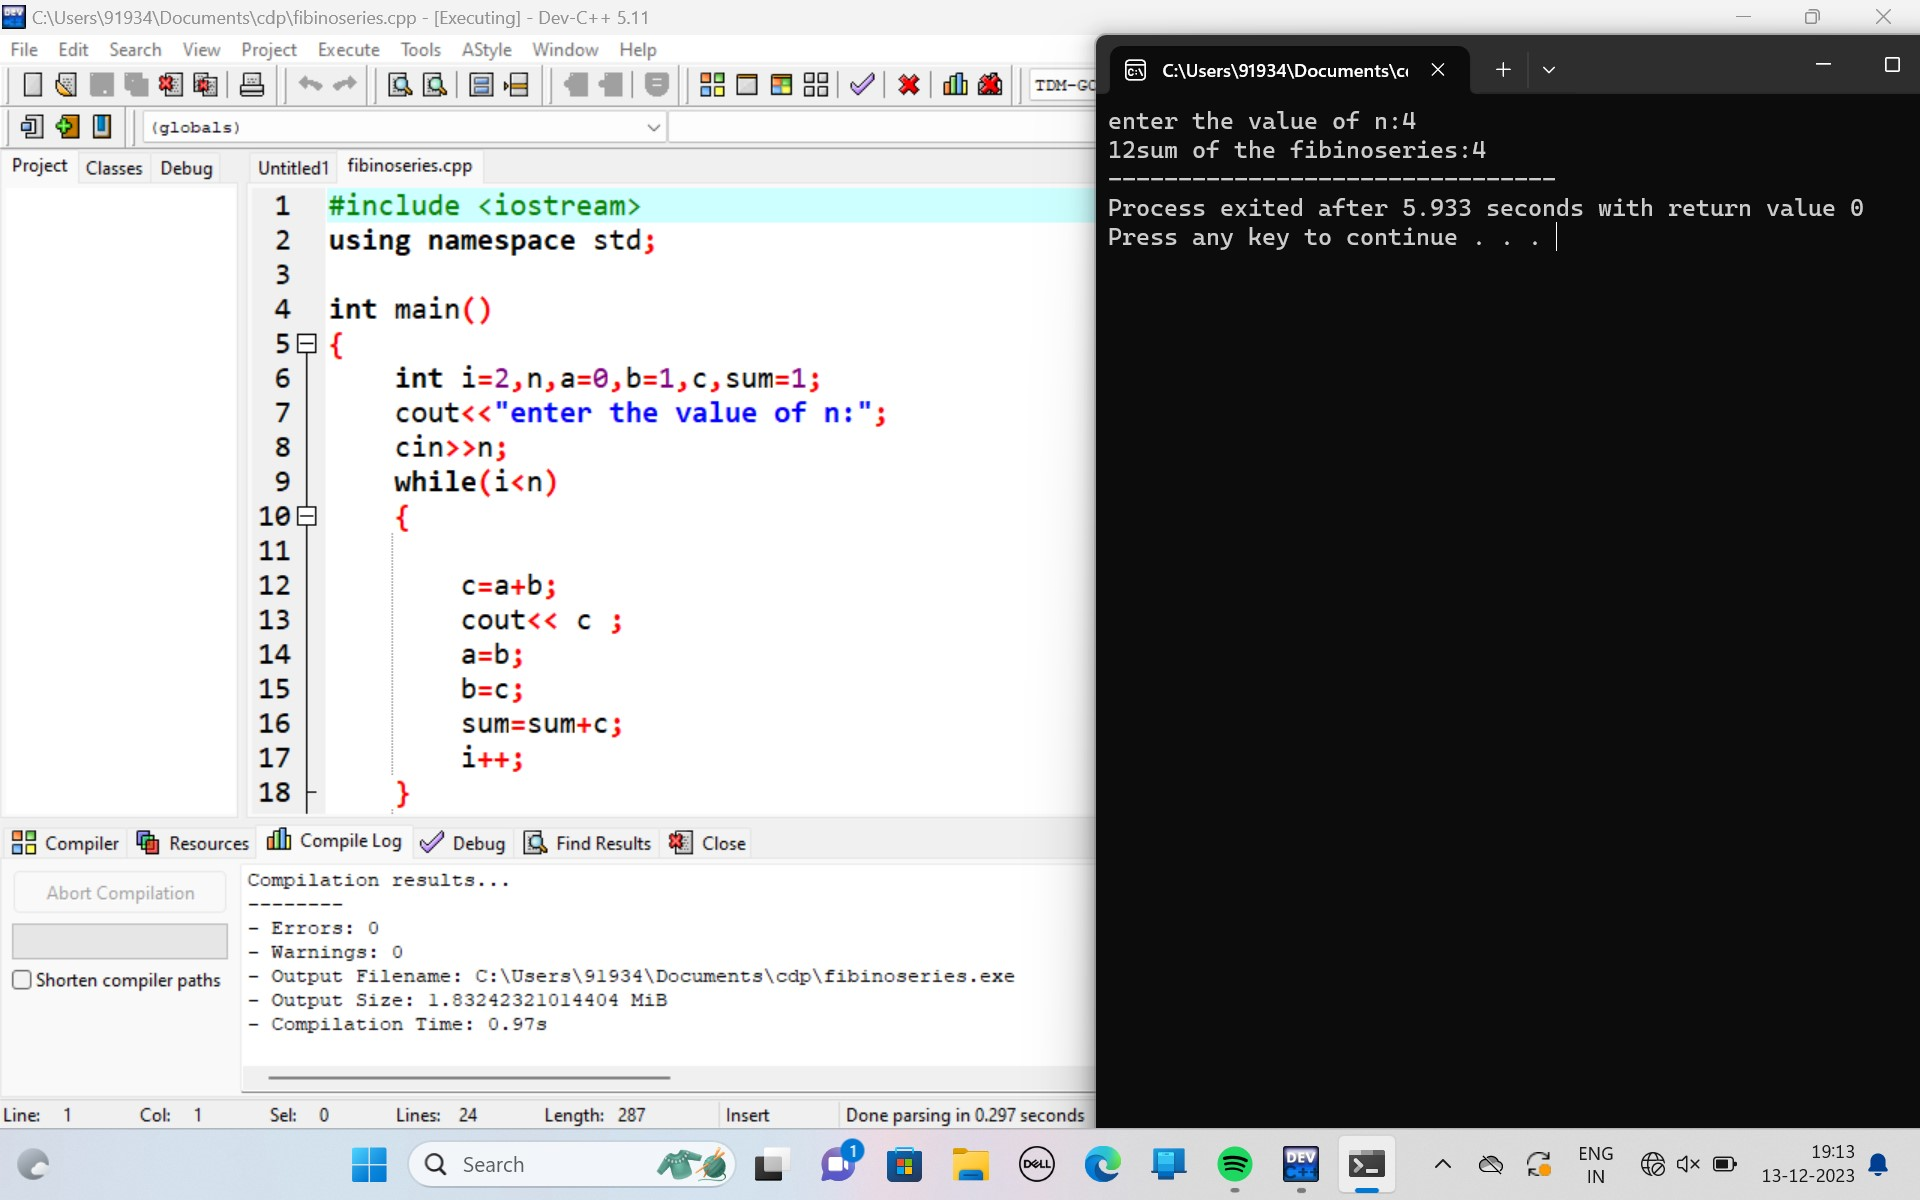 C:\Users\91934\Documents\cdp\fibinoseries.cpp - [Executing] - Dev-C++ 5.11
File Edit Search View Project Execute Tools AStyle Window Help
TDM-GC
(globals)
Project Classes Debug
Untitled1 fibinoseries.cpp
1 #include <iostream>
2 using namespace std;
3
4 int main()
5 {
6 int i=2,n,a=0,b=1,c,sum=1;
7 cout<<"enter the value of n:";
8 cin>>n;
9 while(i<n)
10 {
11
12 c=a+b;
13 cout<< c ;
14 a=b;
15 b=c;
16 sum=sum+c;
17 i++;
18 }
C:\Users\91934\Documents\c
enter the value of n:4
12sum of the fibinoseries:4
--------------------------------
Process exited after 5.933 seconds with return value 0
Press any key to continue . . .
Compiler Resources Compile Log Debug Find Results Close
Abort Compilation
Shorten compiler paths
Compilation results...
--------
- Errors: 0
- Warnings: 0
- Output Filename: C:\Users\91934\Documents\cdp\fibinoseries.exe
- Output Size: 1.83242321014404 MiB
- Compilation Time: 0.97s
Line: 1 Col: 1 Sel: 0 Lines: 24 Length: 287 Insert Done parsing in 0.297 seconds
Search
1
DELL
DEV
C++
ENG
IN
19:13
13-12-2023